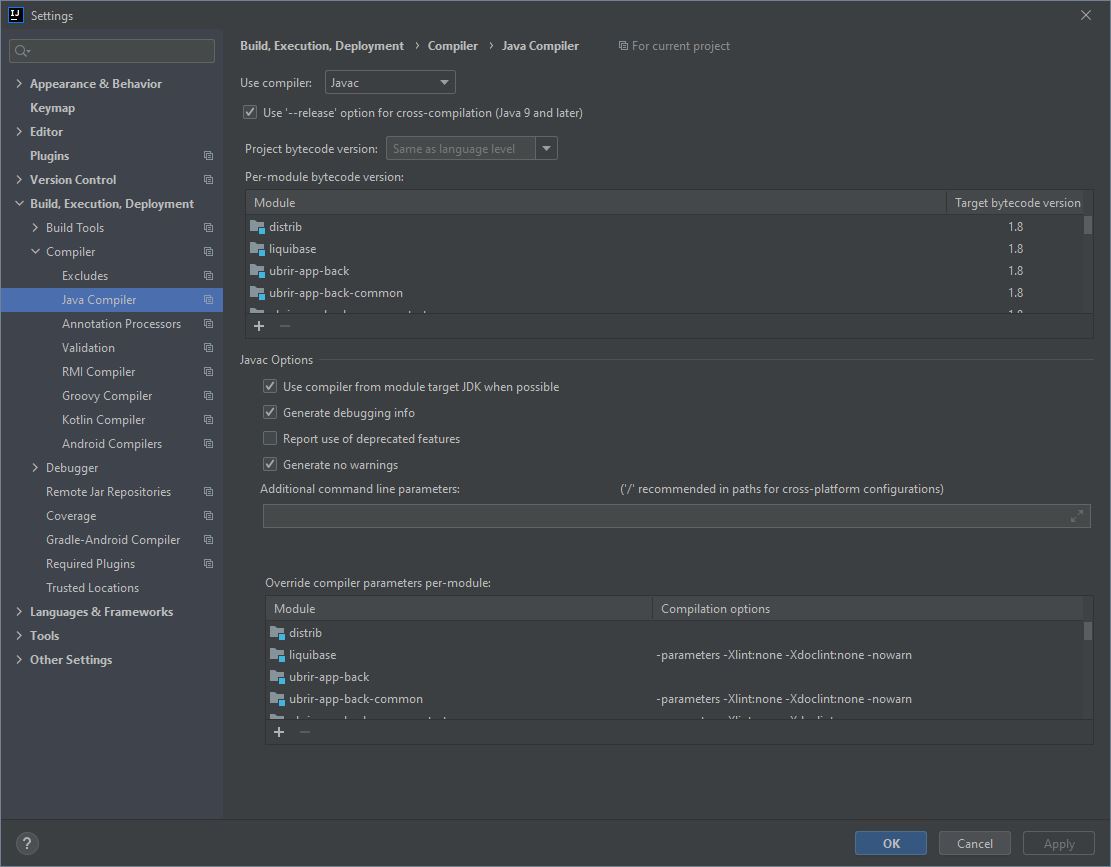 Settings
Appearance & Behavior
Keymap
Editor
Plugins
Version Control
Build, Execution, Deployment
Build Tools
Compiler
Excludes
Java Compiler
Annotation Processors
Validation
RMI Compiler
Groovy Compiler
Kotlin Compiler
Android Compilers
Debugger
Remote Jar Repositories
Coverage
Gradle-Android Compiler
Required Plugins
Trusted Locations
Languages & Frameworks
Tools
Other Settings
Build, Execution, Deployment › Compiler › Java Compiler For current project
Use compiler: Javac
Use '--release' option for cross-compilation (Java 9 and later)
Project bytecode version: Same as language level
Per-module bytecode version:
Module Target bytecode version
distrib 1.8
liquibase 1.8
ubrir-app-back 1.8
ubrir-app-back-common 1.8
Javac Options
Use compiler from module target JDK when possible
Generate debugging info
Report use of deprecated features
Generate no warnings
Additional command line parameters: ('/' recommended in paths for cross-platform configurations)
Override compiler parameters per-module:
Module Compilation options
distrib
liquibase -parameters -Xlint:none -Xdoclint:none -nowarn
ubrir-app-back
ubrir-app-back-common -parameters -Xlint:none -Xdoclint:none -nowarn
? OK Cancel Apply